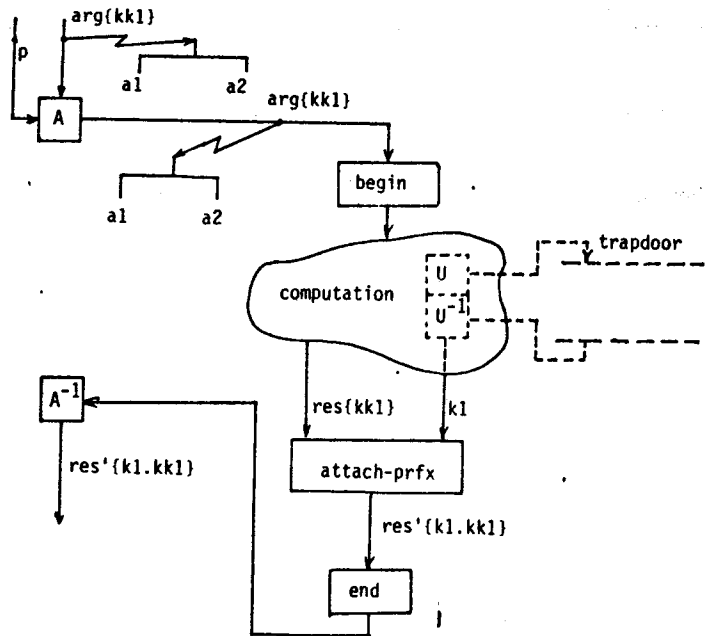 arg{kk1}
p
a1 a2
A
arg{kk1}
begin
a1 a2
trapdoor
U
computation
U⁻¹
A⁻¹
res{kk1}
k1
res'{k1.kk1}
attach-prfx
res'{k1.kk1}
end